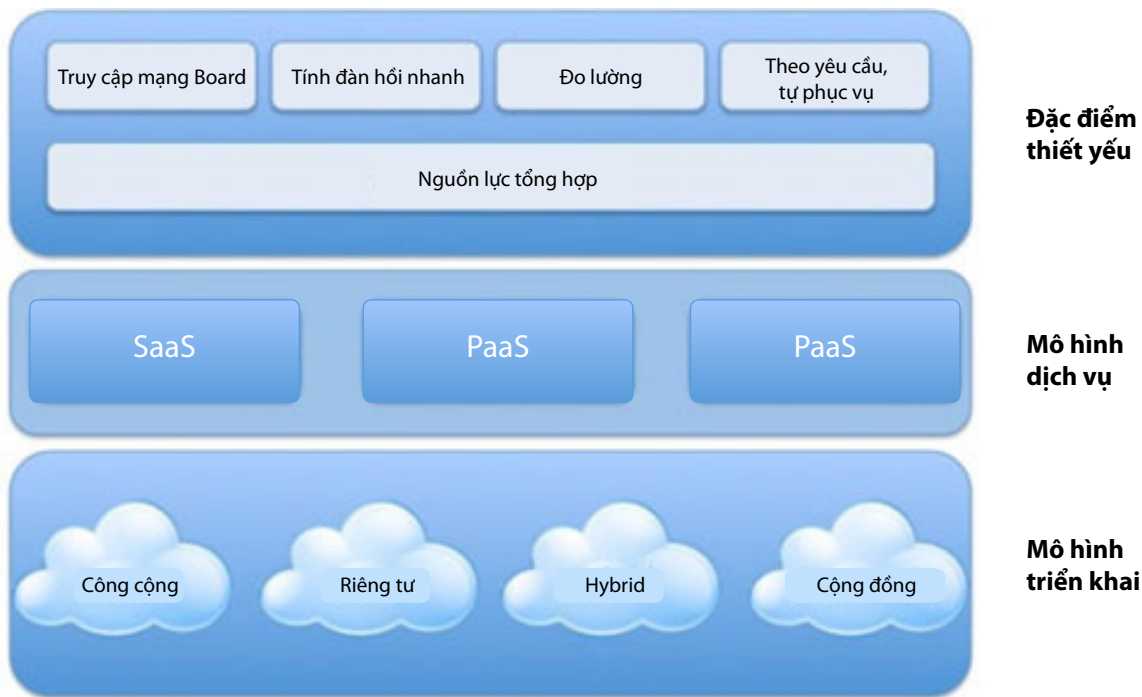 Truy cập mạng Board
Tính đàn hồi nhanh
Đo lường
Theo yêu cầu,
tự phục vụ
Nguồn lực tổng hợp
Đặc điểm
thiết yếu
SaaS
PaaS
PaaS
Mô hình
dịch vụ
Công cộng
Riêng tư
Hybrid
Cộng đồng
Mô hình
triển khai